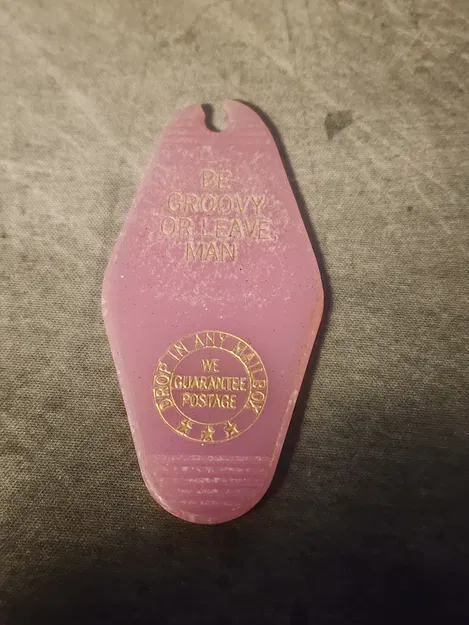 BE
GROOVY
OR LEAVE
MAN
DROP IN ANY MAILBOX
WE
GUARANTEE
POSTAGE